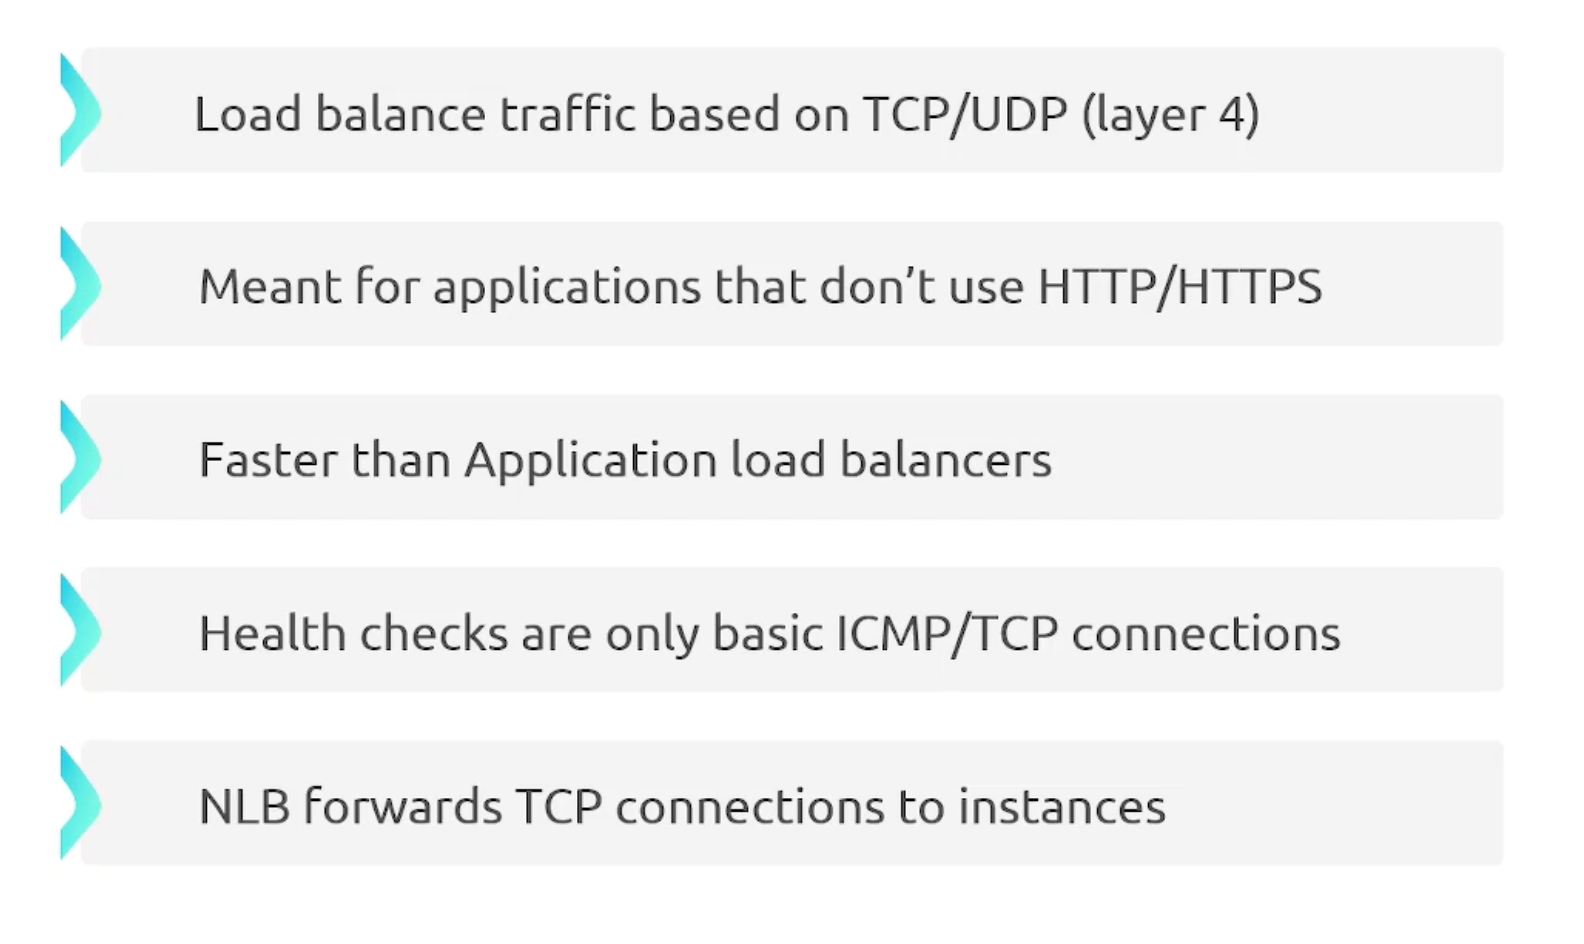 Load balance traffic based on TCP/UDP (layer 4)
Meant for applications that don’t use HTTP/HTTPS
Faster than Application load balancers
Health checks are only basic ICMP/TCP connections
NLB forwards TCP connections to instances